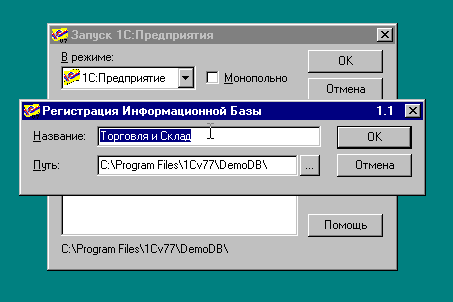 Запуск 1С:Предприятия
В режиме:
1С:Предприятие
Монопольно
OK
Отмена
Регистрация Информационной Базы 1.1
Название: Торговля и Склад OK
Путь: C:\Program Files\1Cv77\DemoDB\ ... Отмена
Помощь
C:\Program Files\1Cv77\DemoDB\